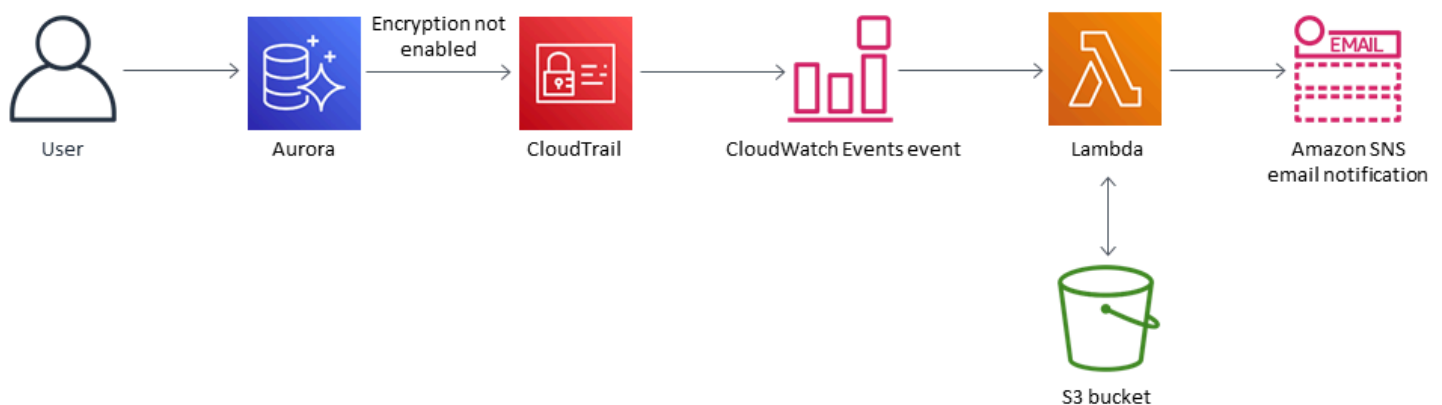 Encryption not
enabled
EMAIL
User
Aurora
CloudTrail
CloudWatch Events event
Lambda
Amazon SNS
email notification
S3 bucket